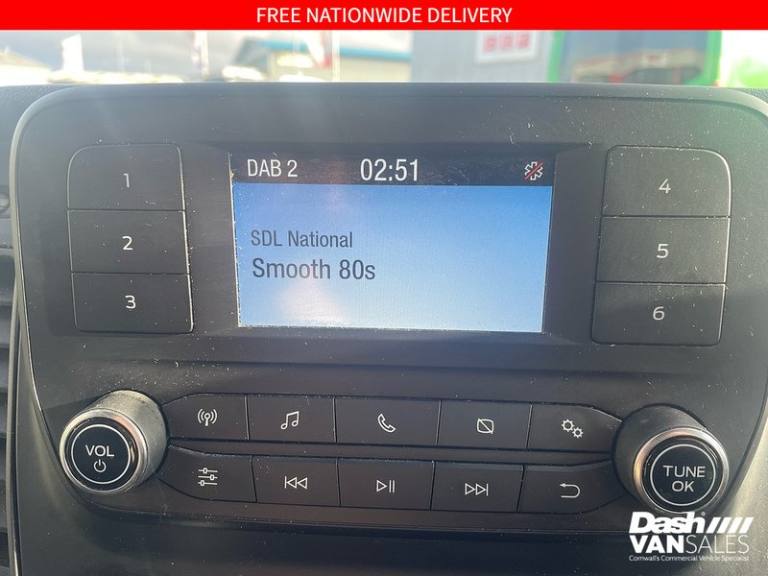 FREE NATIONWIDE DELIVERY
DAB 2 02:51
SDL National
Smooth 80s
1
2
3
4
5
6
VOL
TUNE
OK
Dash
VANSALES
Cornwall's Commercial Vehicle Specialist